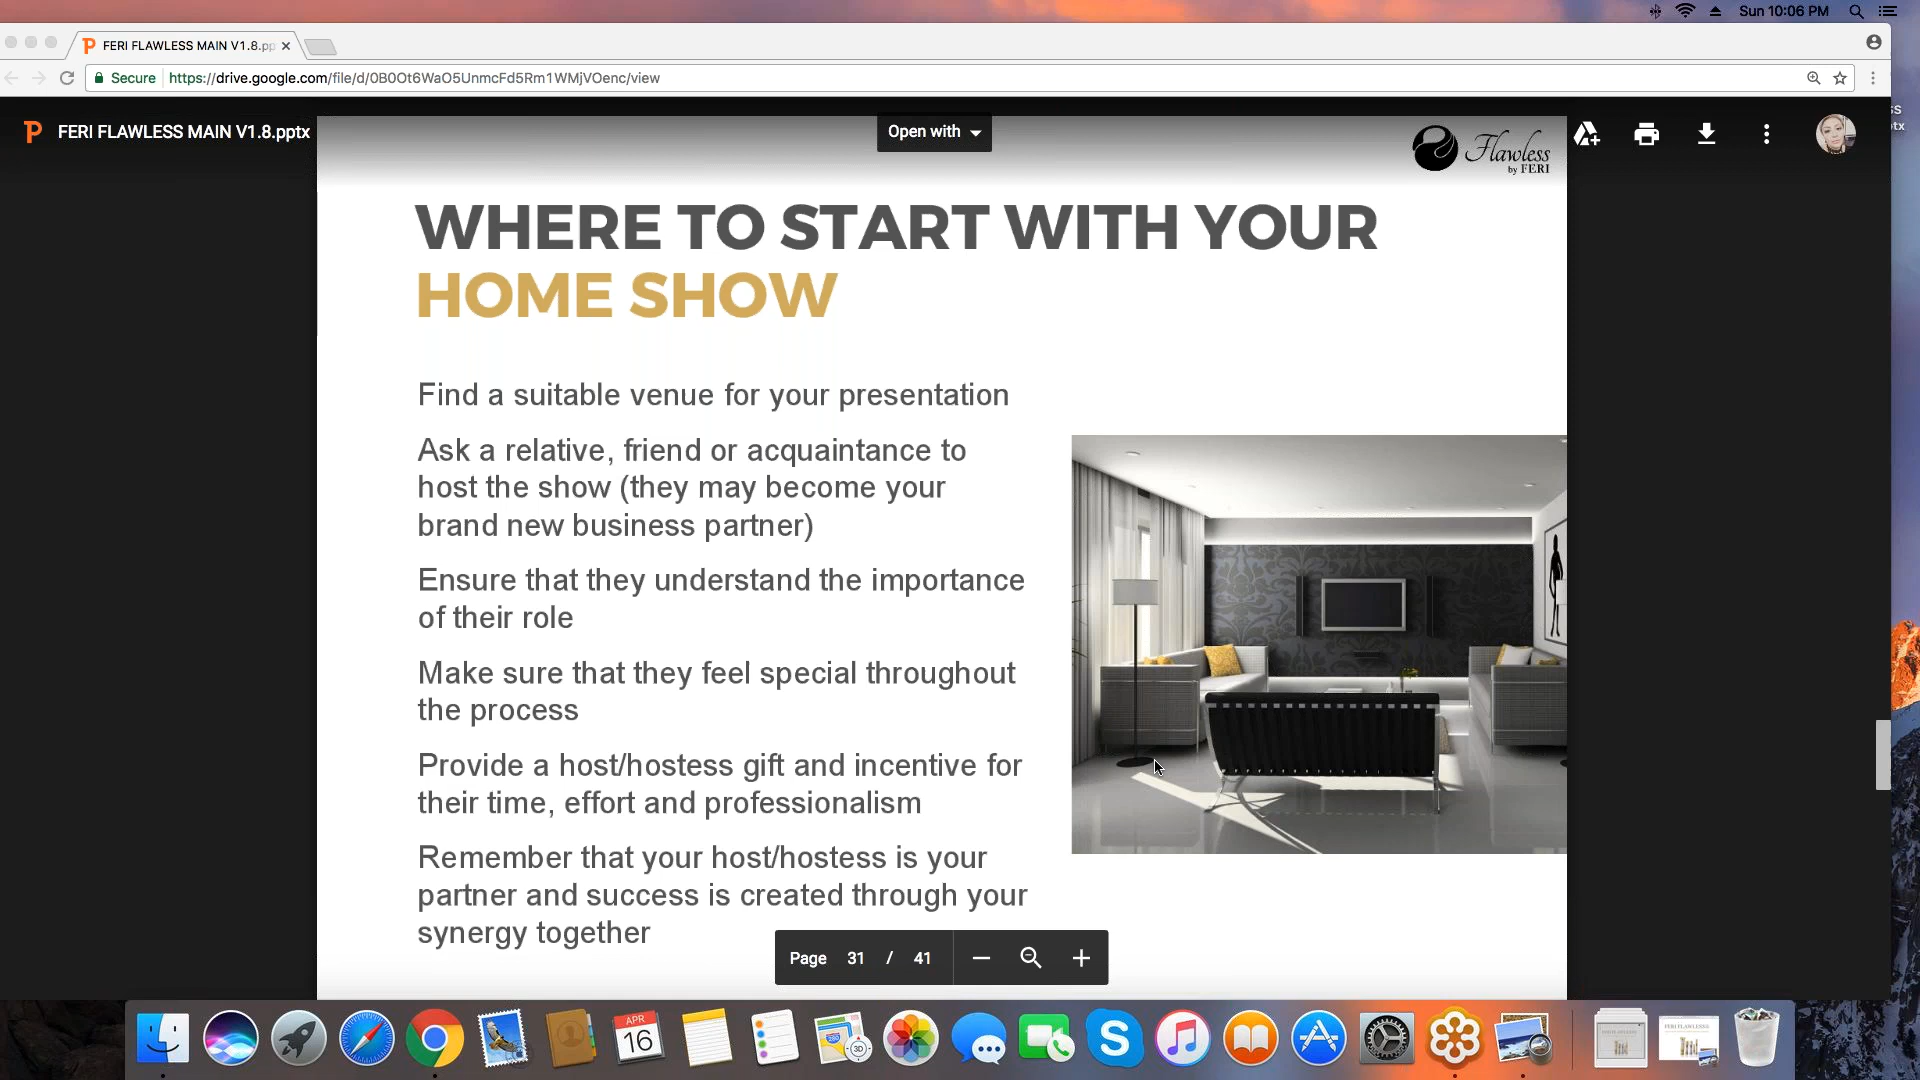 Sun 10:06 PM
FERI FLAWLESS MAIN V1.8.pp
Secure https://drive.google.com/file/d/0B0Ot6WaO5UnmcFd5Rm1WMjVOenc/view
FERI FLAWLESS MAIN V1.8.pptx
Open with
Flawless
by FERI
WHERE TO START WITH YOUR
HOME SHOW
Find a suitable venue for your presentation
Ask a relative, friend or acquaintance to
host the show (they may become your
brand new business partner)
Ensure that they understand the importance
of their role
Make sure that they feel special throughout
the process
Provide a host/hostess gift and incentive for
their time, effort and professionalism
Remember that your host/hostess is your
partner and success is created through your
synergy together
Page 31 / 41
APR
16
3D